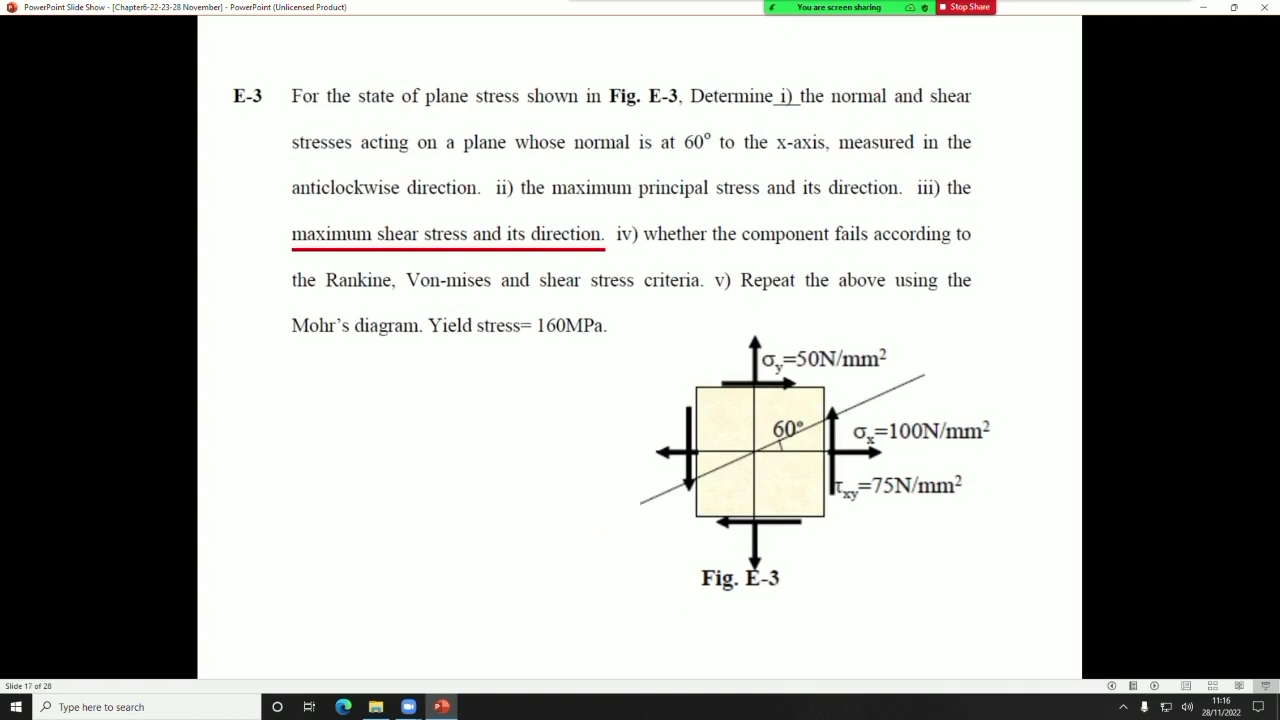 PowerPoint Slide Show - [Chapter6-22-23-28 November] - PowerPoint (Unlicensed Product)
You are screen sharing
Stop Share
E-3 For the state of plane stress shown in Fig. E-3, Determine i) the normal and shear
stresses acting on a plane whose normal is at 60° to the x-axis, measured in the
anticlockwise direction. ii) the maximum principal stress and its direction. iii) the
maximum shear stress and its direction. iv) whether the component fails according to
the Rankine, Von-mises and shear stress criteria. v) Repeat the above using the
Mohr's diagram. Yield stress= 160MPa.
σy=50N/mm²
60°
σx=100N/mm²
τxy=75N/mm²
Fig. E-3
Slide 17 of 28
Type here to search
11:16
28/11/2022